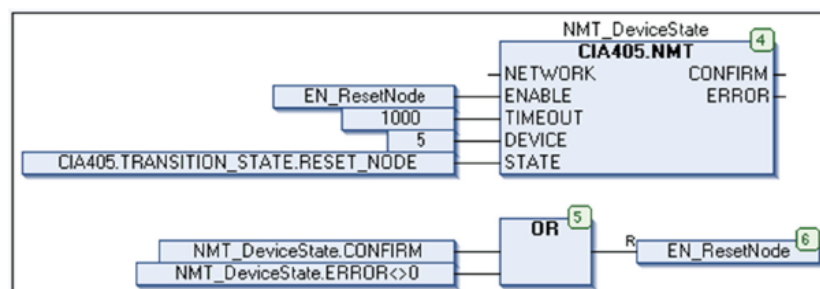 NMT_DeviceState
4
CIA405.NMT
NETWORK CONFIRM
EN_ResetNode ENABLE ERROR
1000 TIMEOUT
5 DEVICE
CIA405.TRANSITION_STATE.RESET_NODE STATE
5
OR
NMT_DeviceState.CONFIRM R EN_ResetNode 6
NMT_DeviceState.ERROR<>0